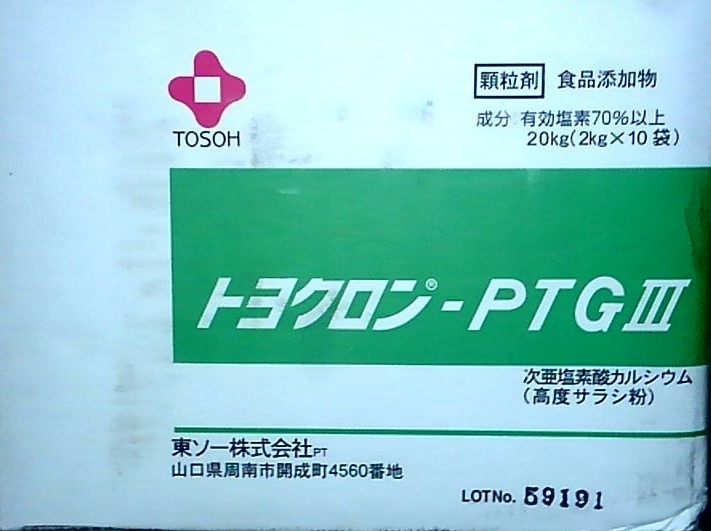 TOSOH
顆粒剤 食品添加物
成分 有効塩素70%以上
20kg(2kg×10袋)
トヨクロン®-PTGⅢ
次亜塩素酸カルシウム
(高度サラシ粉)
東ソー株式会社PT
山口県周南市開成町4560番地
LOTNo. 59191